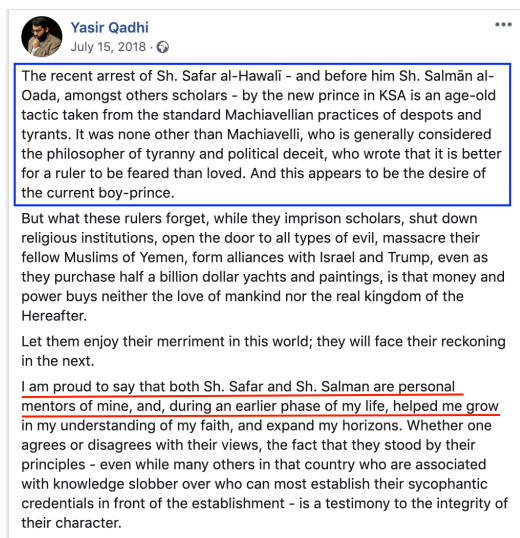 Yasir Qadhi
July 15, 2018 ·
The recent arrest of Sh. Safar al-Hawalī - and before him Sh. Salmān al-
Oada, amongst others scholars - by the new prince in KSA is an age-old
tactic taken from the standard Machiavellian practices of despots and
tyrants. It was none other than Machiavelli, who is generally considered
the philosopher of tyranny and political deceit, who wrote that it is better
for a ruler to be feared than loved. And this appears to be the desire of
the current boy-prince.
But what these rulers forget, while they imprison scholars, shut down
religious institutions, open the door to all types of evil, massacre their
fellow Muslims of Yemen, form alliances with Israel and Trump, even as
they purchase half a billion dollar yachts and paintings, is that money and
power buys neither the love of mankind nor the real kingdom of the
Hereafter.
Let them enjoy their merriment in this world; they will face their reckoning
in the next.
I am proud to say that both Sh. Safar and Sh. Salman are personal
mentors of mine, and, during an earlier phase of my life, helped me grow
in my understanding of my faith, and expand my horizons. Whether one
agrees or disagrees with their views, the fact that they stood by their
principles - even while many others in that country who are associated
with knowledge slobber over who can most establish their sycophantic
credentials in front of the establishment - is a testimony to the integrity of
their character.